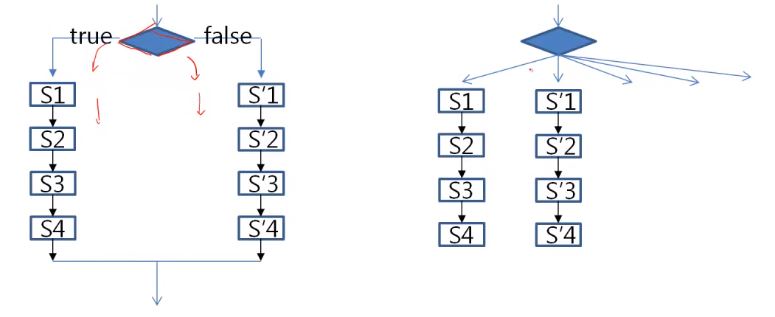 true false
S1 S'1 S1 S'1
S2 S'2 S2 S'2
S3 S'3 S3 S'3
S4 S'4 S4 S'4